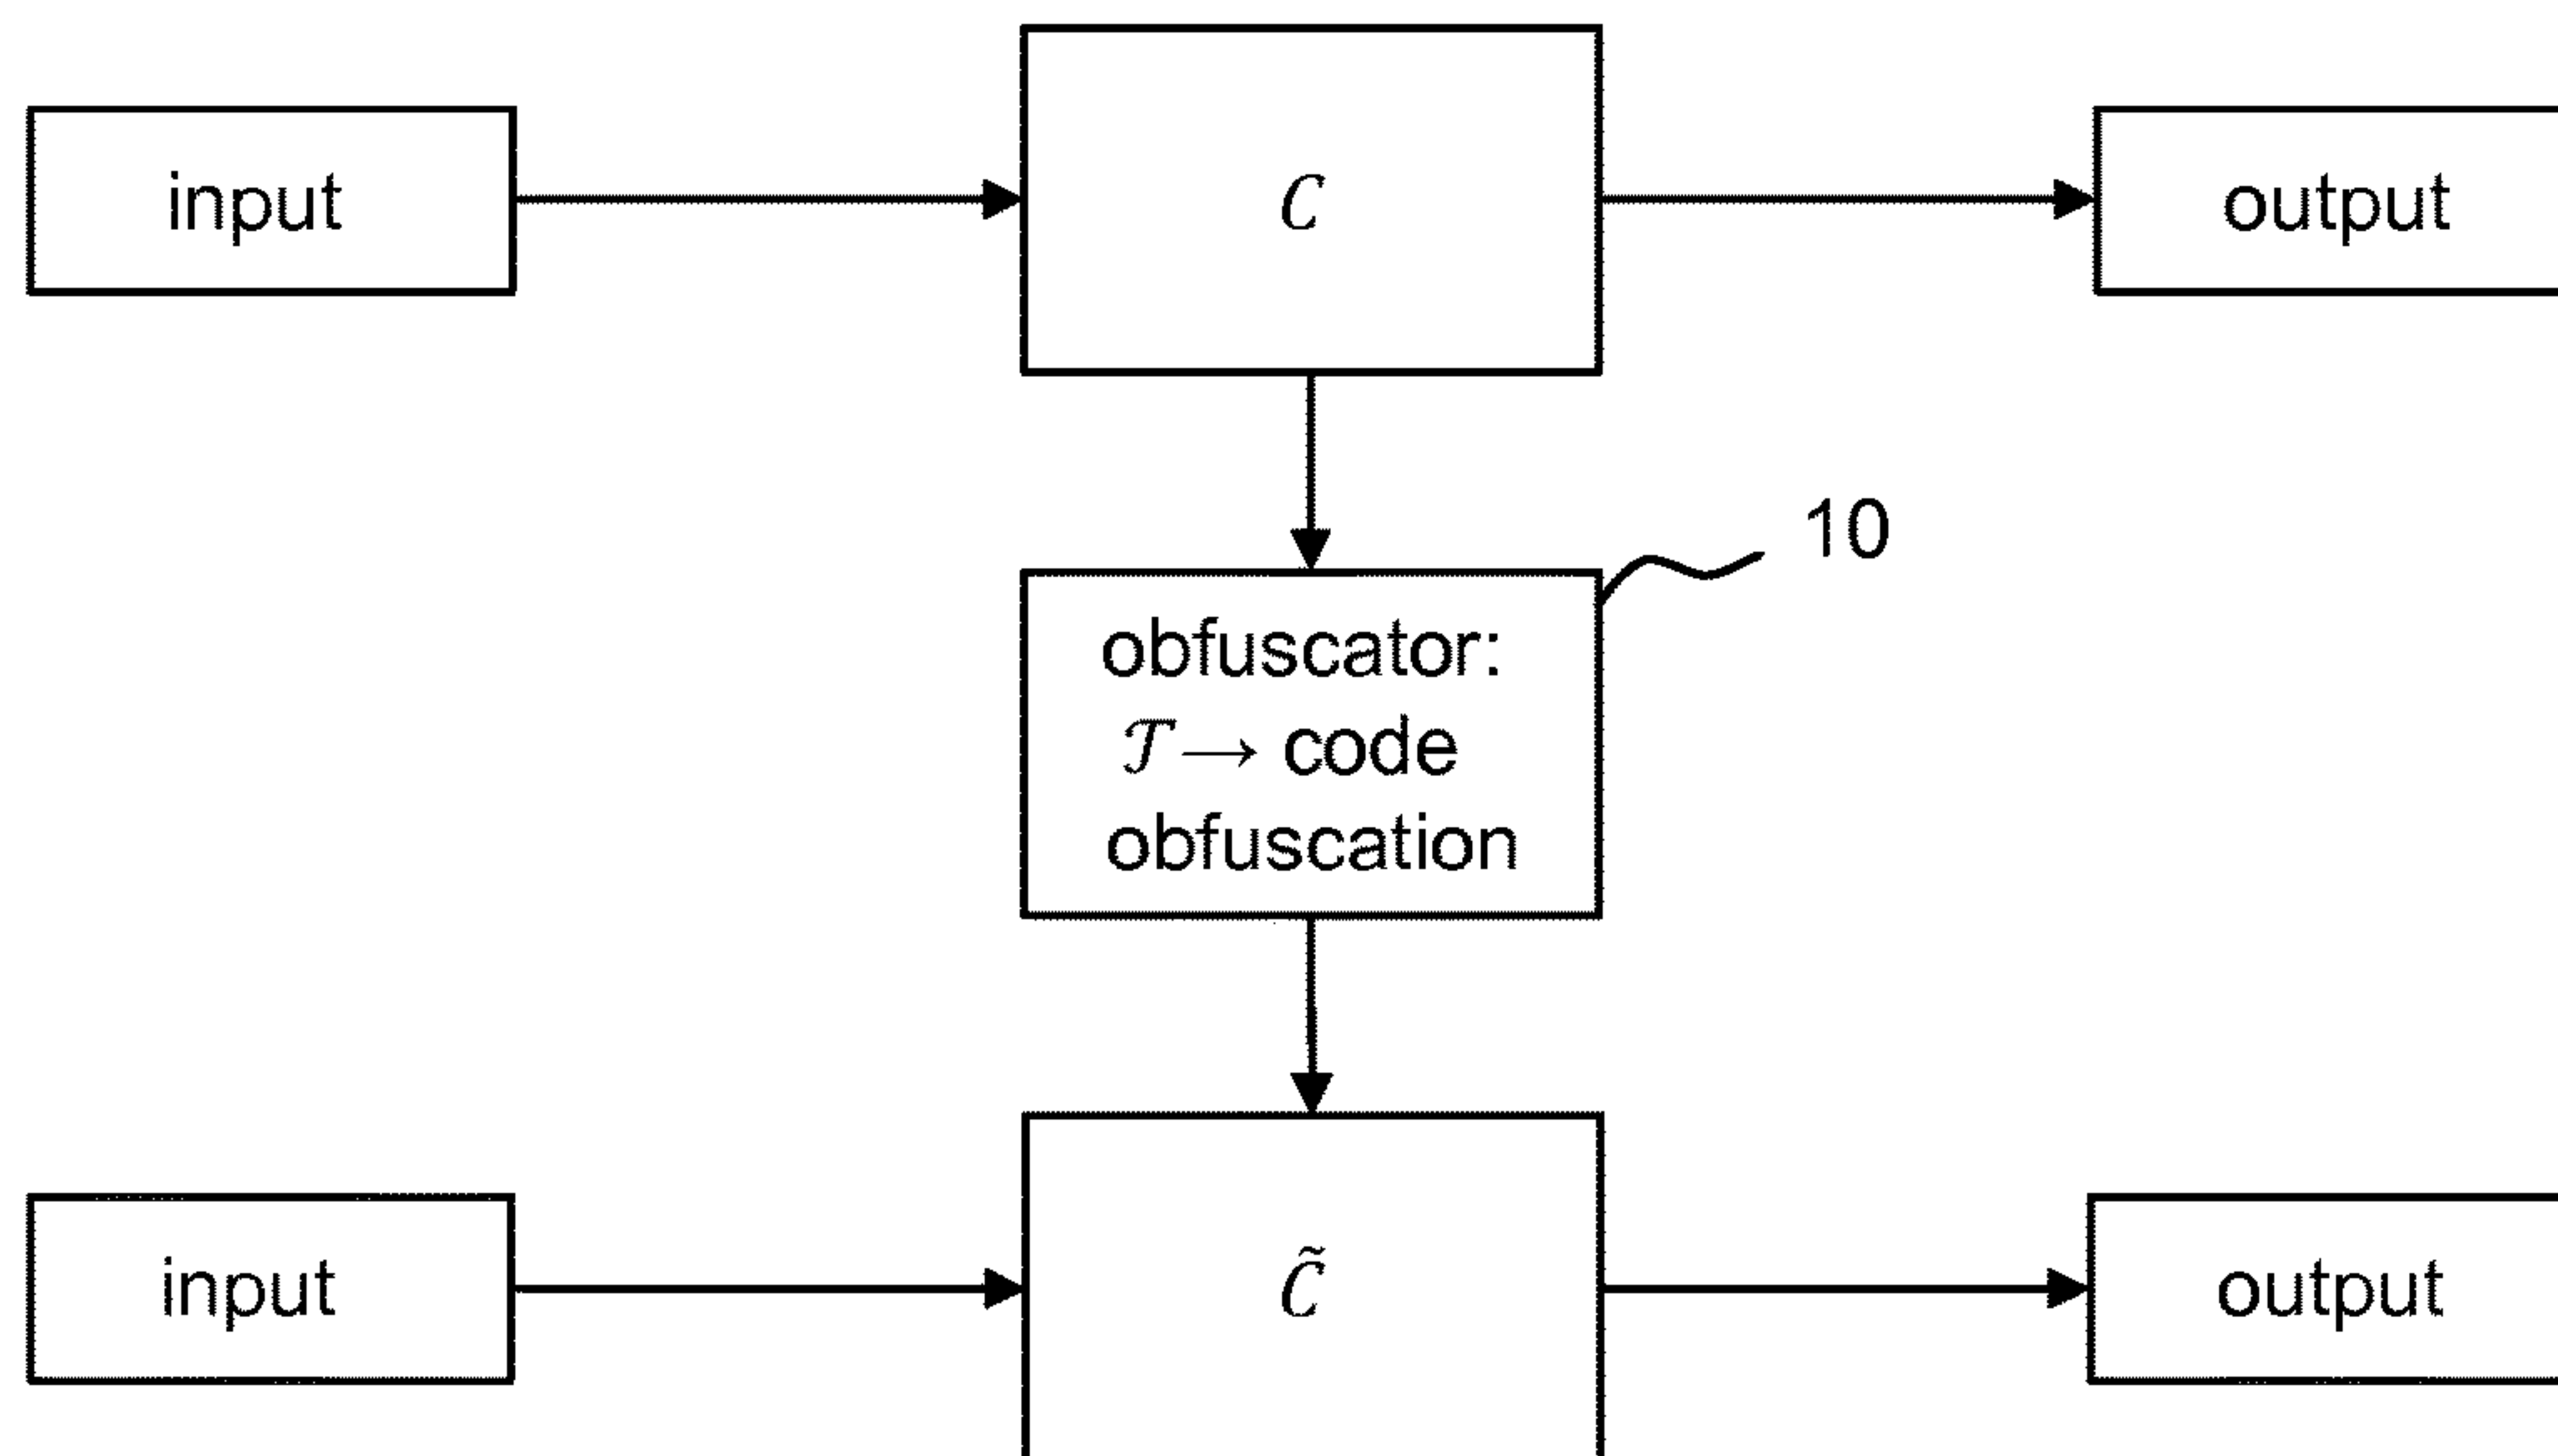 input
C
output
10
obfuscator:
𝒯 → code
obfuscation
input
C̃
output